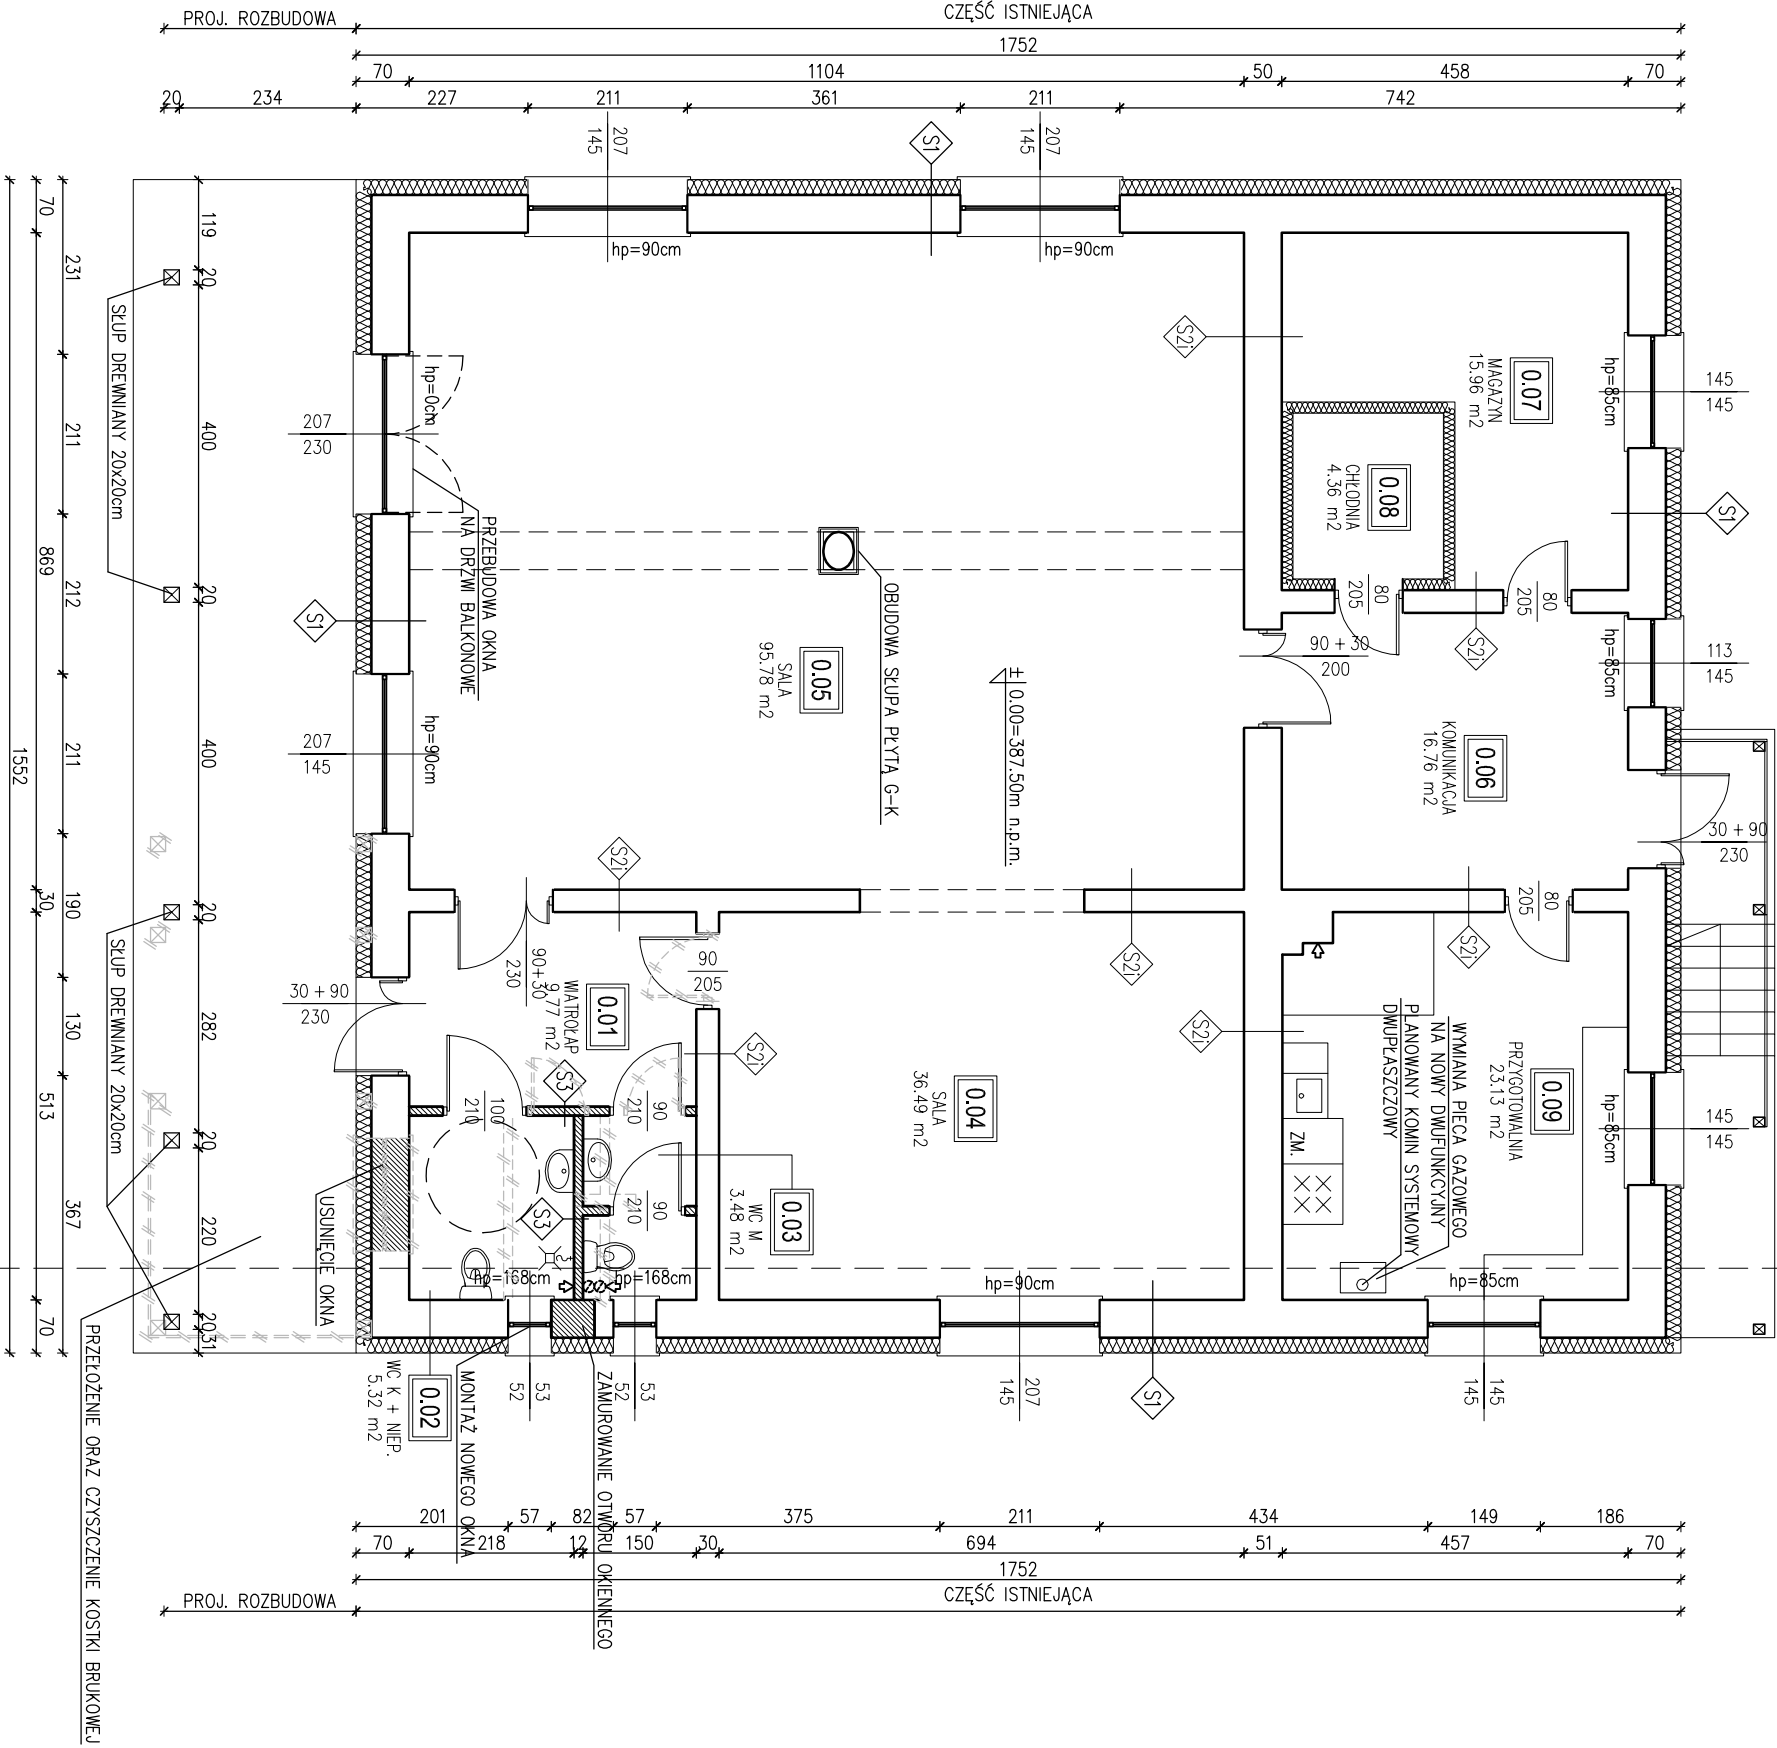 PROJ. ROZBUDOWA
CZĘŚĆ ISTNIEJĄCA
1752
70
1104
50
458
70
20
234
227
211
361
211
742
207
145
S1
207
145
hp=90cm
hp=90cm
70
231
119
20
SŁUP DREWNIANY 20x20cm
211
400
869
212
20
211
400
1552
30
190
20
SŁUP DREWNIANY 20x20cm
130
282
513
20
367
220
70
20
31
hp=0cm
207
230
PRZEBUDOWA OKNA
NA DRZWI BALKONOWE
S1
207
145
hp=90cm
S2i
0.07
MAGAZYN
15.96 m2
hp=85cm
145
145
0.08
CHŁODNIA
4.36 m2
S1
80
205
80
205
S2i
90 + 30
200
hp=85cm
113
145
OBUDOWA SŁUPA PŁYTĄ G-K
0.05
SALA
95.78 m2
± 0.00=387.50m n.p.m.
0.06
KOMUNIKACJA
16.76 m2
30 + 90
230
S2i
S2i
S2i
80
205
90+30
230
90
205
30 + 90
230
0.01
WIATROŁAP
9.77 m2
S2i
S3
S2i
100
210
90
210
0.04
SALA
36.49 m2
PLANOWANY KOMIN SYSTEMOWY
DWUPŁASZCZOWY
WYMIANA PIECA GAZOWEGO
NA NOWY DWUFUNKCYJNY
0.09
PRZYGOTOWALNIA
23.13 m2
hp=85cm
145
145
ZM.
S3
90
210
0.03
WC M
3.48 m2
USUNIĘCIE OKNA
hp=168cm
hp=168cm
hp=90cm
hp=85cm
PRZEŁOŻENIE ORAZ CZYSZCZENIE KOSTKI BRUKOWEJ
0.02
WC K + NIEP.
5.32 m2
MONTAŻ NOWEGO OKNA
53
52
ZAMUROWANIE OTWORU OKIENNEGO
53
52
207
145
S1
145
145
201
57
82
57
375
211
434
149
186
70
218
12
150
30
694
51
457
70
1752
PROJ. ROZBUDOWA
CZĘŚĆ ISTNIEJĄCA